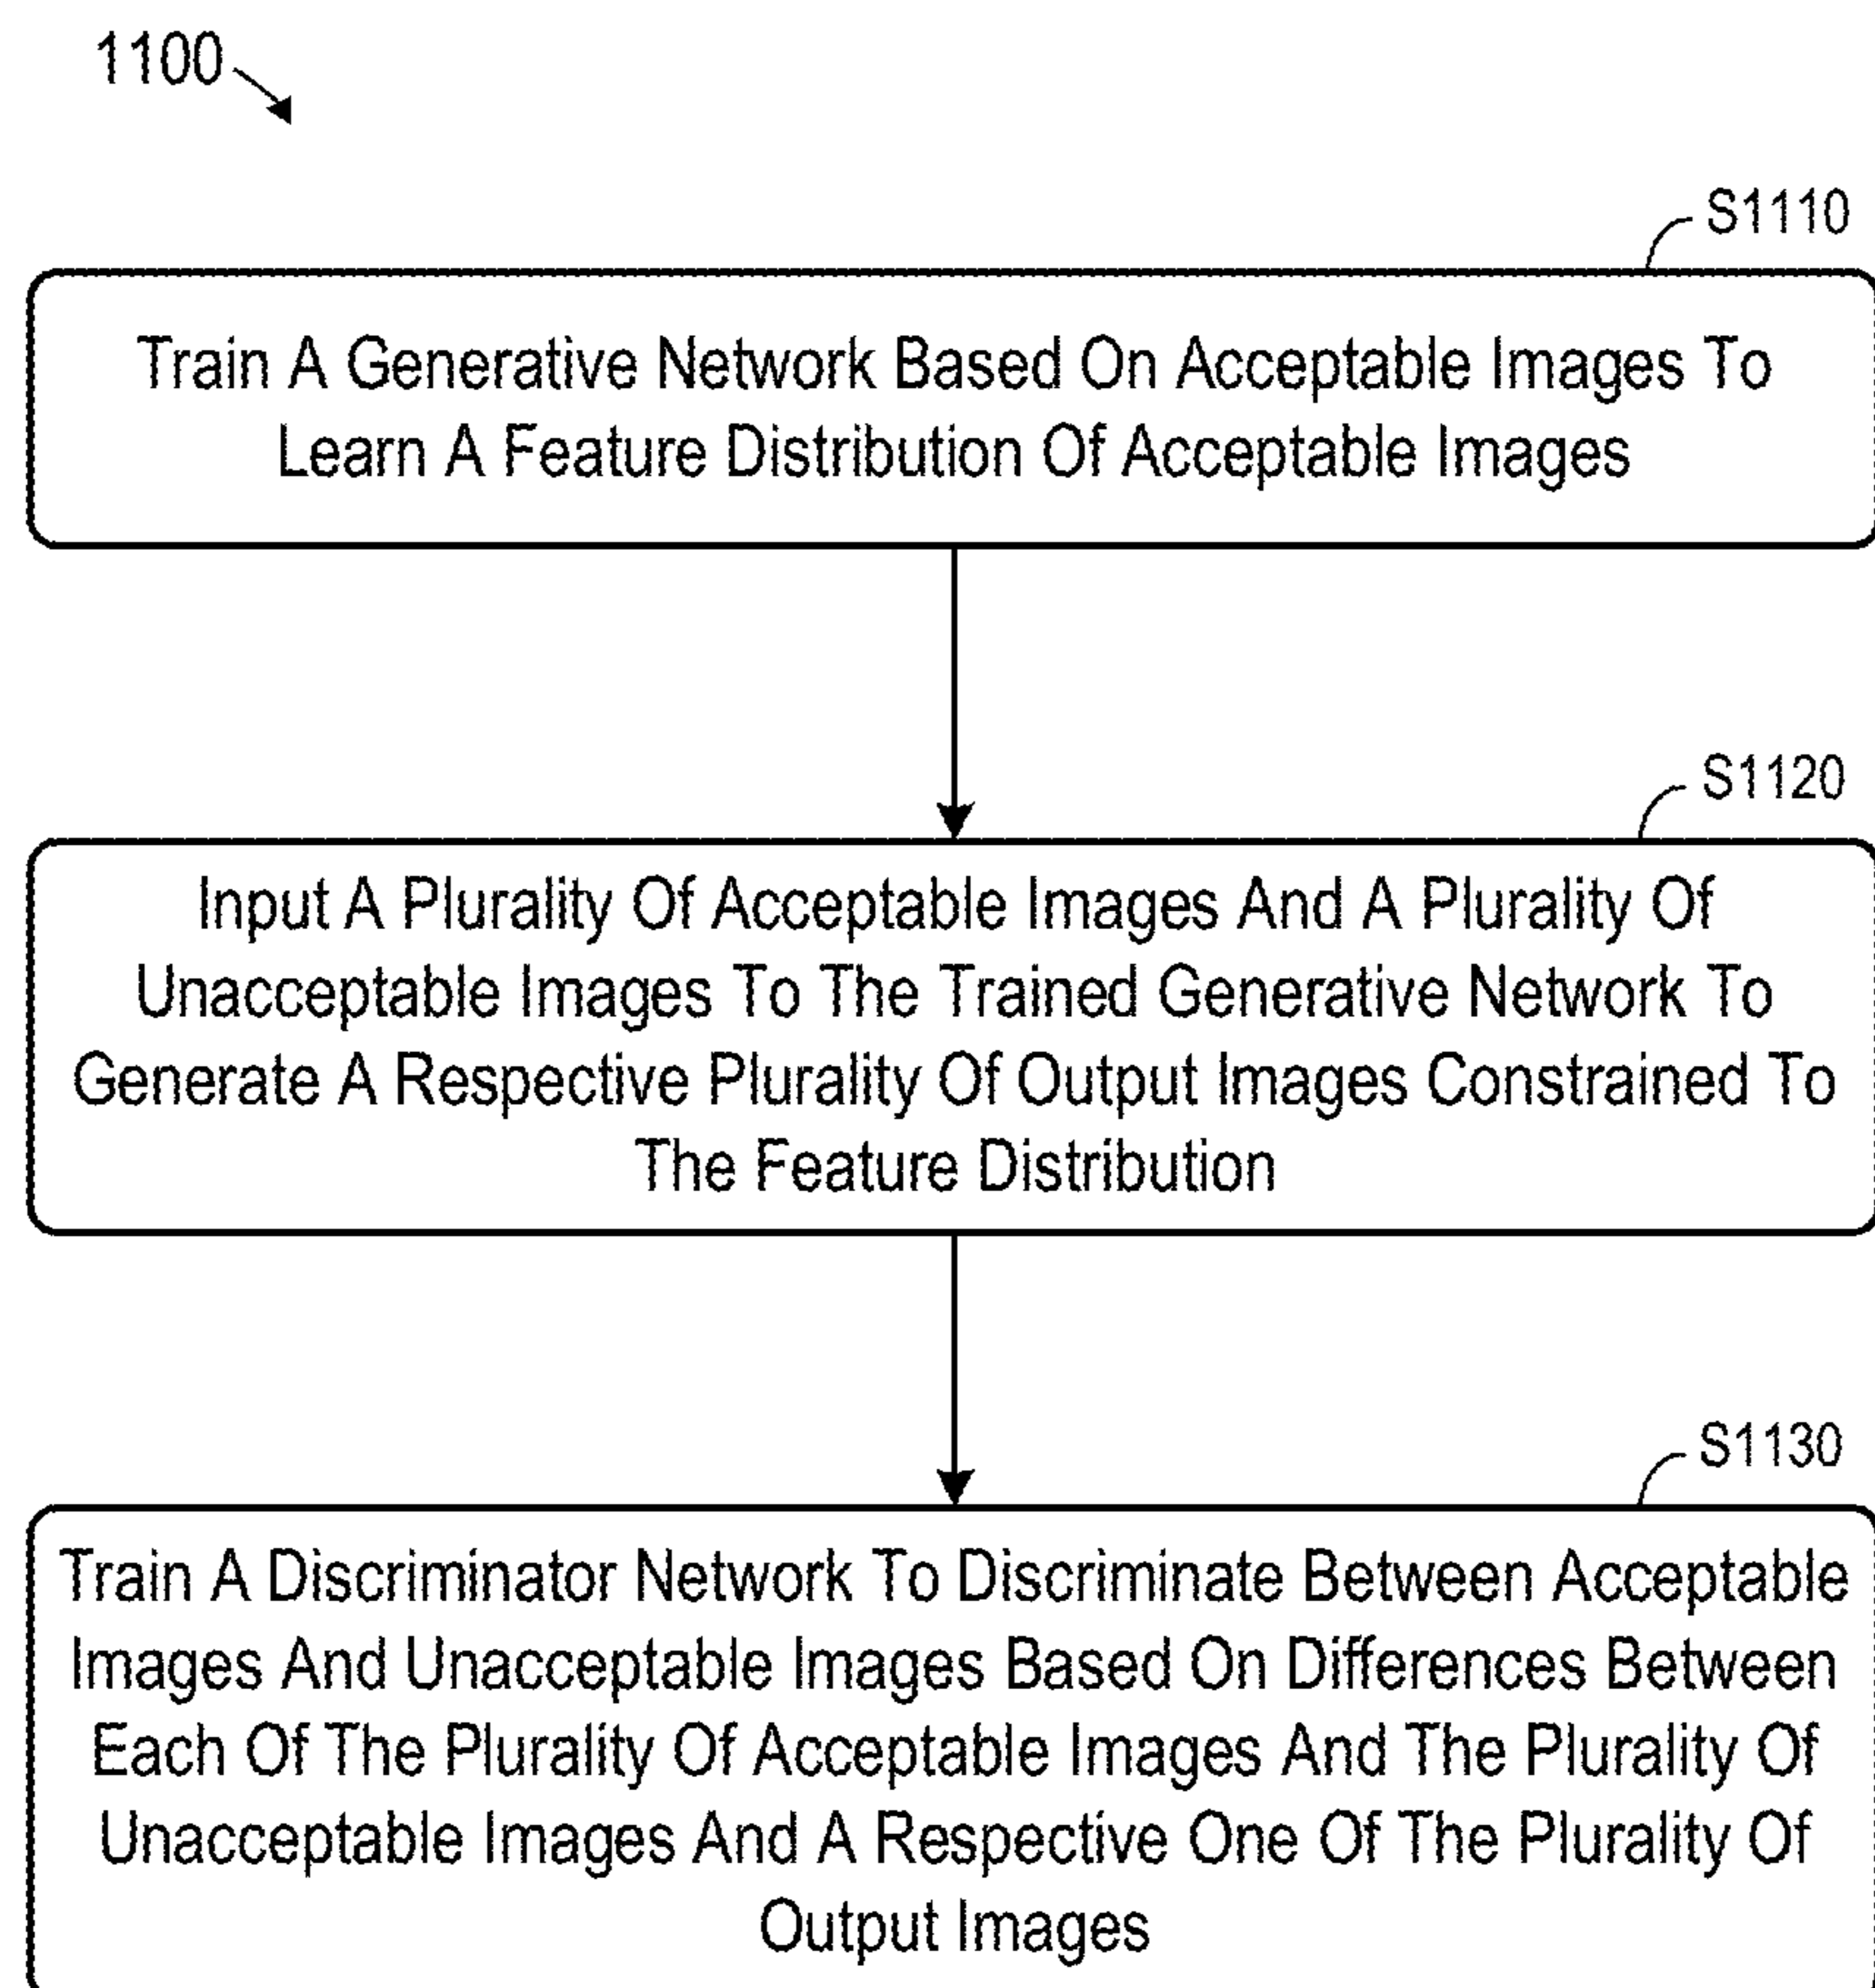 1100
S1110
Train A Generative Network Based On Acceptable Images To
Learn A Feature Distribution Of Acceptable Images
S1120
Input A Plurality Of Acceptable Images And A Plurality Of
Unacceptable Images To The Trained Generative Network To
Generate A Respective Plurality Of Output Images Constrained To
The Feature Distribution
S1130
Train A Discriminator Network To Discriminate Between Acceptable
Images And Unacceptable Images Based On Differences Between
Each Of The Plurality Of Acceptable Images And The Plurality Of
Unacceptable Images And A Respective One Of The Plurality Of
Output Images